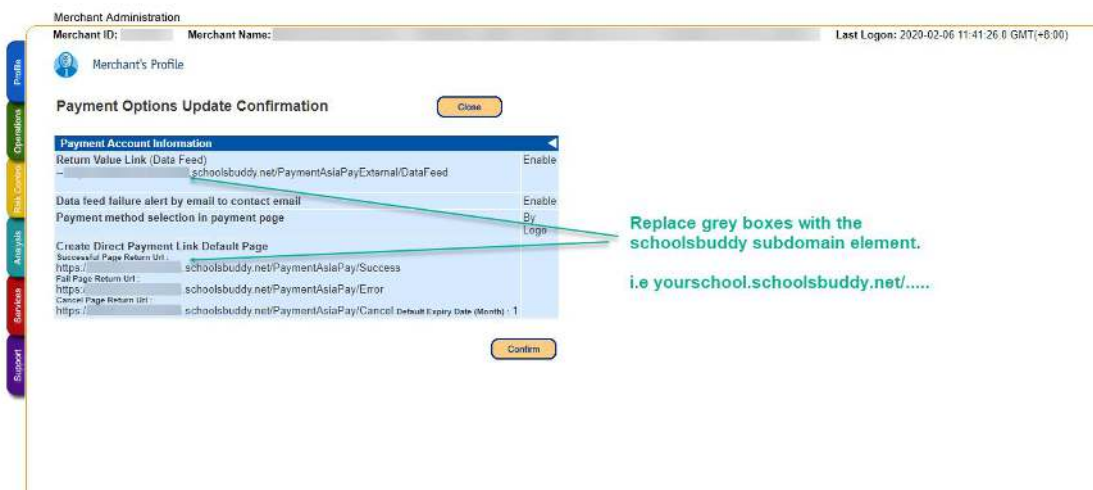 Merchant Administration
Merchant ID: Merchant Name: Last Logon: 2020-02-06 11:41:26.0 GMT(+8:00)
Merchant's Profile
Payment Options Update Confirmation Close
Payment Account Information
Return Value Link (Data Feed) Enable
.schoolsbuddy.net/PaymentAsiaPayExternal/DataFeed
Data feed failure alert by email to contact email Enable
Payment method selection in payment page By
Logo
Create Direct Payment Link Default Page
Successful Page Return Url :
https:/ .schoolsbuddy.net/PaymentAsiaPay/Success
Fail Page Return Url :
https:/ .schoolsbuddy.net/PaymentAsiaPay/Error
Cancel Page Return Url :
https:/ .schoolsbuddy.net/PaymentAsiaPay/Cancel Default Expiry Date (Month) : 1
Confirm
Replace grey boxes with the
schoolsbuddy subdomain element.
i.e yourschool.schoolsbuddy.net/.....
Profile
Operations
Risk Control
Analysis
Services
Support